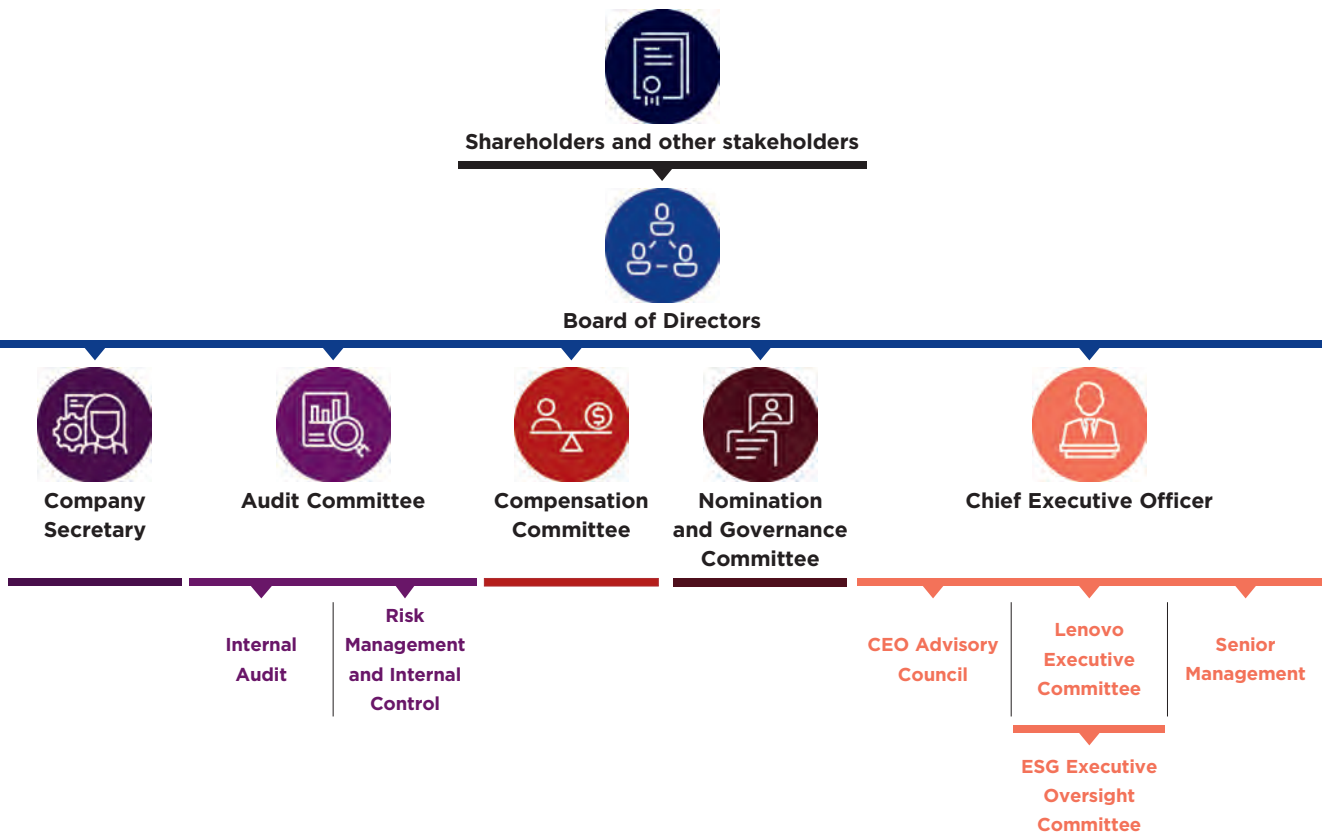 Shareholders and other stakeholders
Board of Directors
Company
Secretary
Audit Committee
Compensation
Committee
Nomination
and Governance
Committee
Chief Executive Officer
Internal
Audit
Risk
Management
and Internal
Control
CEO Advisory
Council
Lenovo
Executive
Committee
Senior
Management
ESG Executive
Oversight
Committee